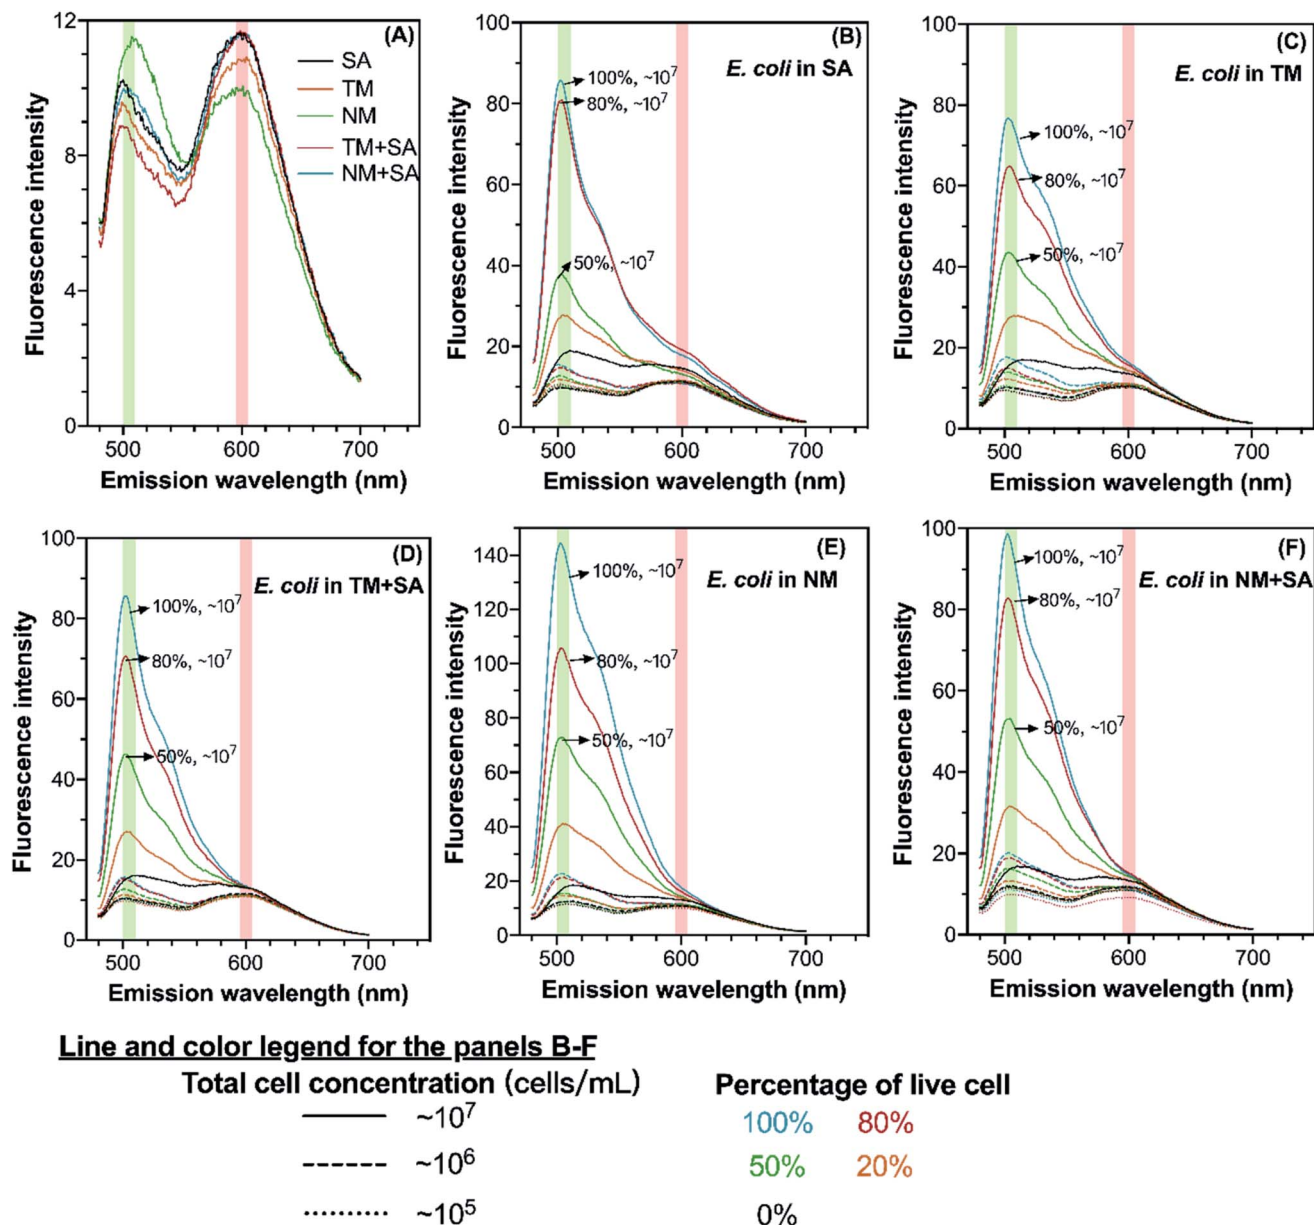 (A)
12
8
4
0
500
600
700
Fluorescence intensity
Emission wavelength (nm)
SA
TM
NM
TM+SA
NM+SA
(B)
E. coli in SA
100
80
60
40
20
0
500
600
700
Fluorescence intensity
Emission wavelength (nm)
100%, ~10⁷
80%, ~10⁷
50%, ~10⁷
(C)
E. coli in TM
100
80
60
40
20
0
500
600
700
Fluorescence intensity
Emission wavelength (nm)
100%, ~10⁷
80%, ~10⁷
50%, ~10⁷
(D)
E. coli in TM+SA
100
80
60
40
20
0
500
600
700
Fluorescence intensity
Emission wavelength (nm)
100%, ~10⁷
80%, ~10⁷
50%, ~10⁷
(E)
E. coli in NM
140
120
100
80
60
40
20
0
500
600
700
Fluorescence intensity
Emission wavelength (nm)
100%, ~10⁷
80%, ~10⁷
50%, ~10⁷
(F)
E. coli in NM+SA
100
80
60
40
20
0
500
600
700
Fluorescence intensity
Emission wavelength (nm)
100%, ~10⁷
80%, ~10⁷
50%, ~10⁷
Line and color legend for the panels B-F
Total cell concentration (cells/mL)
~10⁷
~10⁶
~10⁵
Percentage of live cell
100% 80%
50% 20%
0%